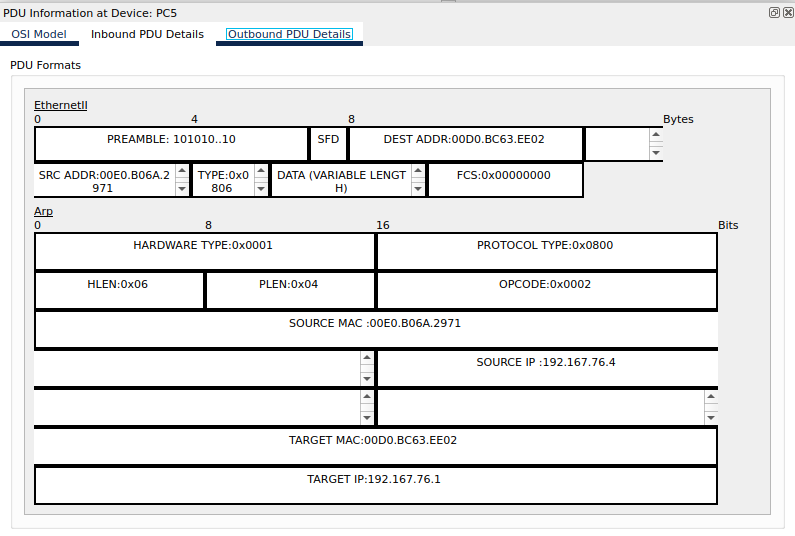 PDU Information at Device: PC5
OSI Model Inbound PDU Details Outbound PDU Details
PDU Formats
EthernetII
0 4 8 Bytes
PREAMBLE: 101010..10 SFD DEST ADDR:00D0.BC63.EE02
SRC ADDR:00E0.B06A.2
971
TYPE:0x0
806
DATA (VARIABLE LENGT
H)
FCS:0x00000000
Arp
0 8 16 Bits
HARDWARE TYPE:0x0001 PROTOCOL TYPE:0x0800
HLEN:0x06 PLEN:0x04 OPCODE:0x0002
SOURCE MAC :00E0.B06A.2971
SOURCE IP :192.167.76.4
TARGET MAC:00D0.BC63.EE02
TARGET IP:192.167.76.1